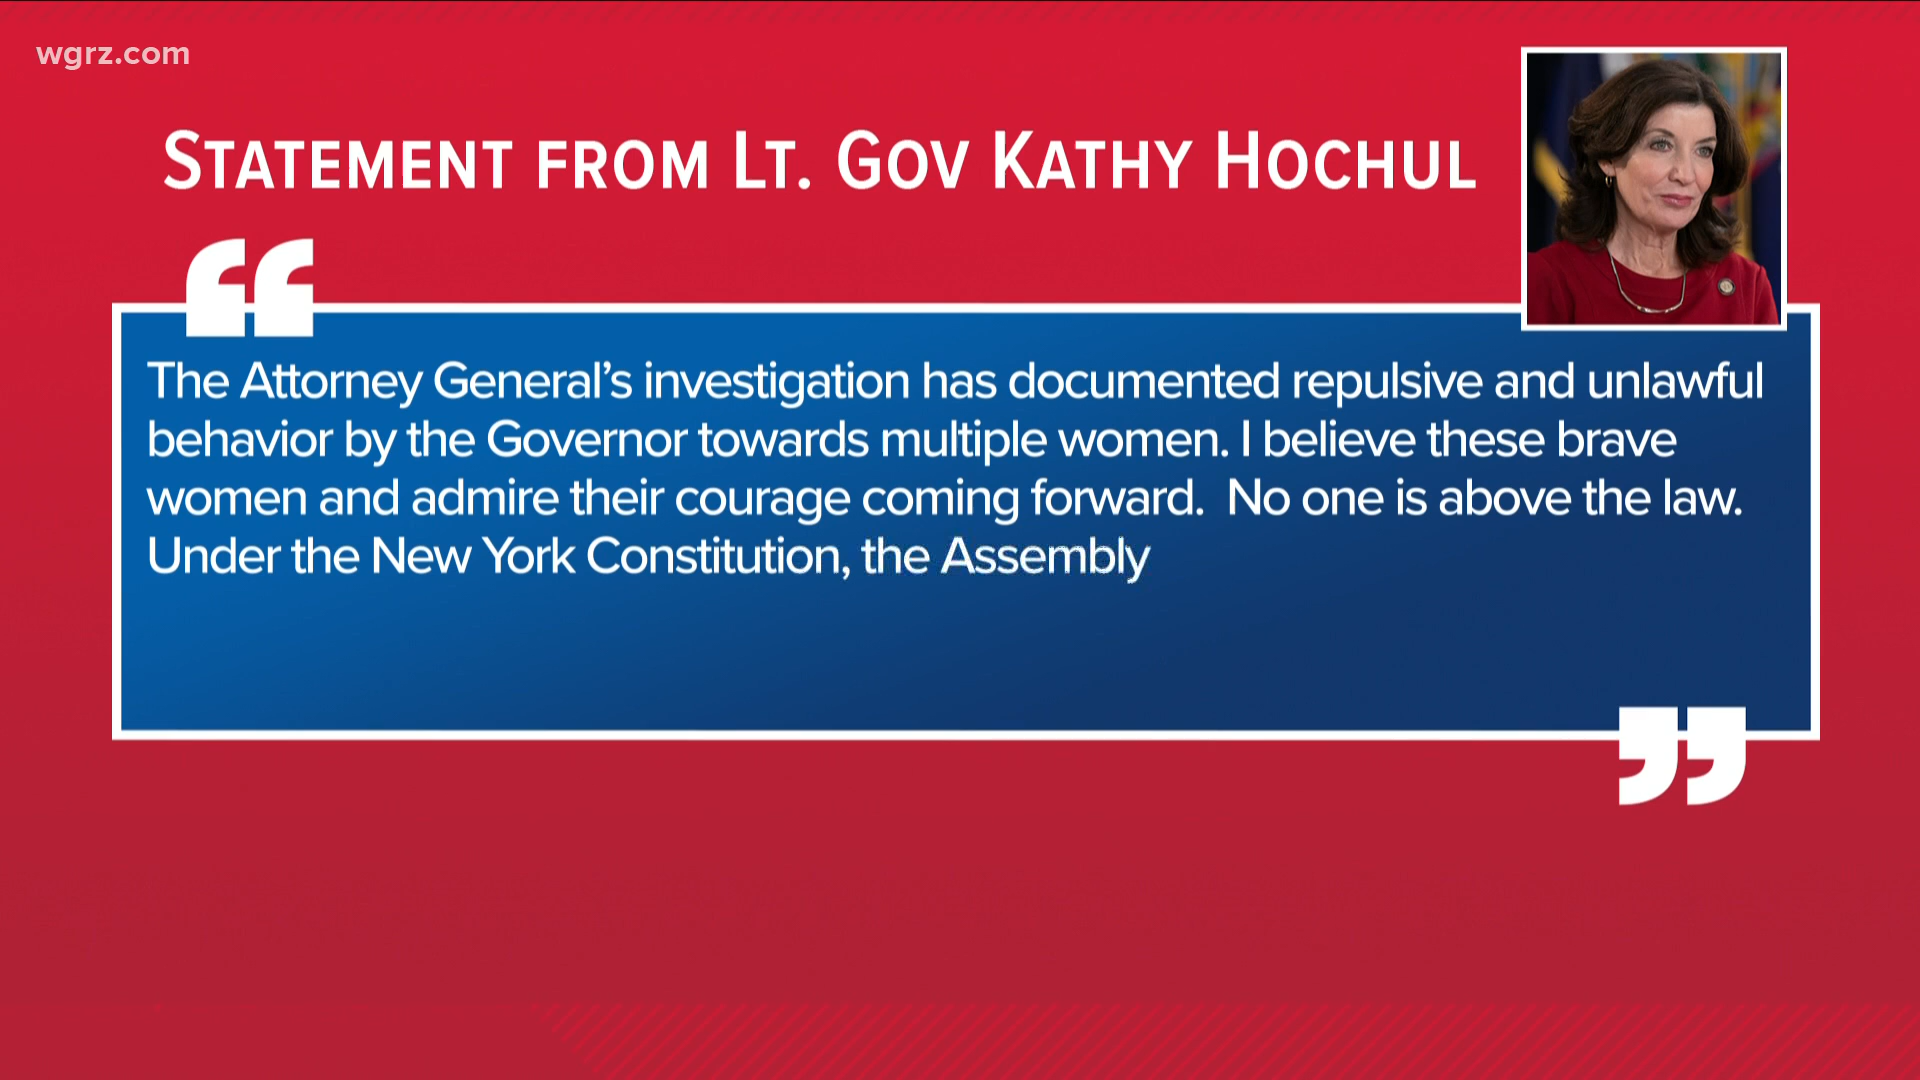 wgrz.com
Statement from Lt. Gov Kathy Hochul
The Attorney General’s investigation has documented repulsive and unlawful
behavior by the Governor towards multiple women. I believe these brave
women and admire their courage coming forward.  No one is above the law.
Under the New York Constitution, the Assembly